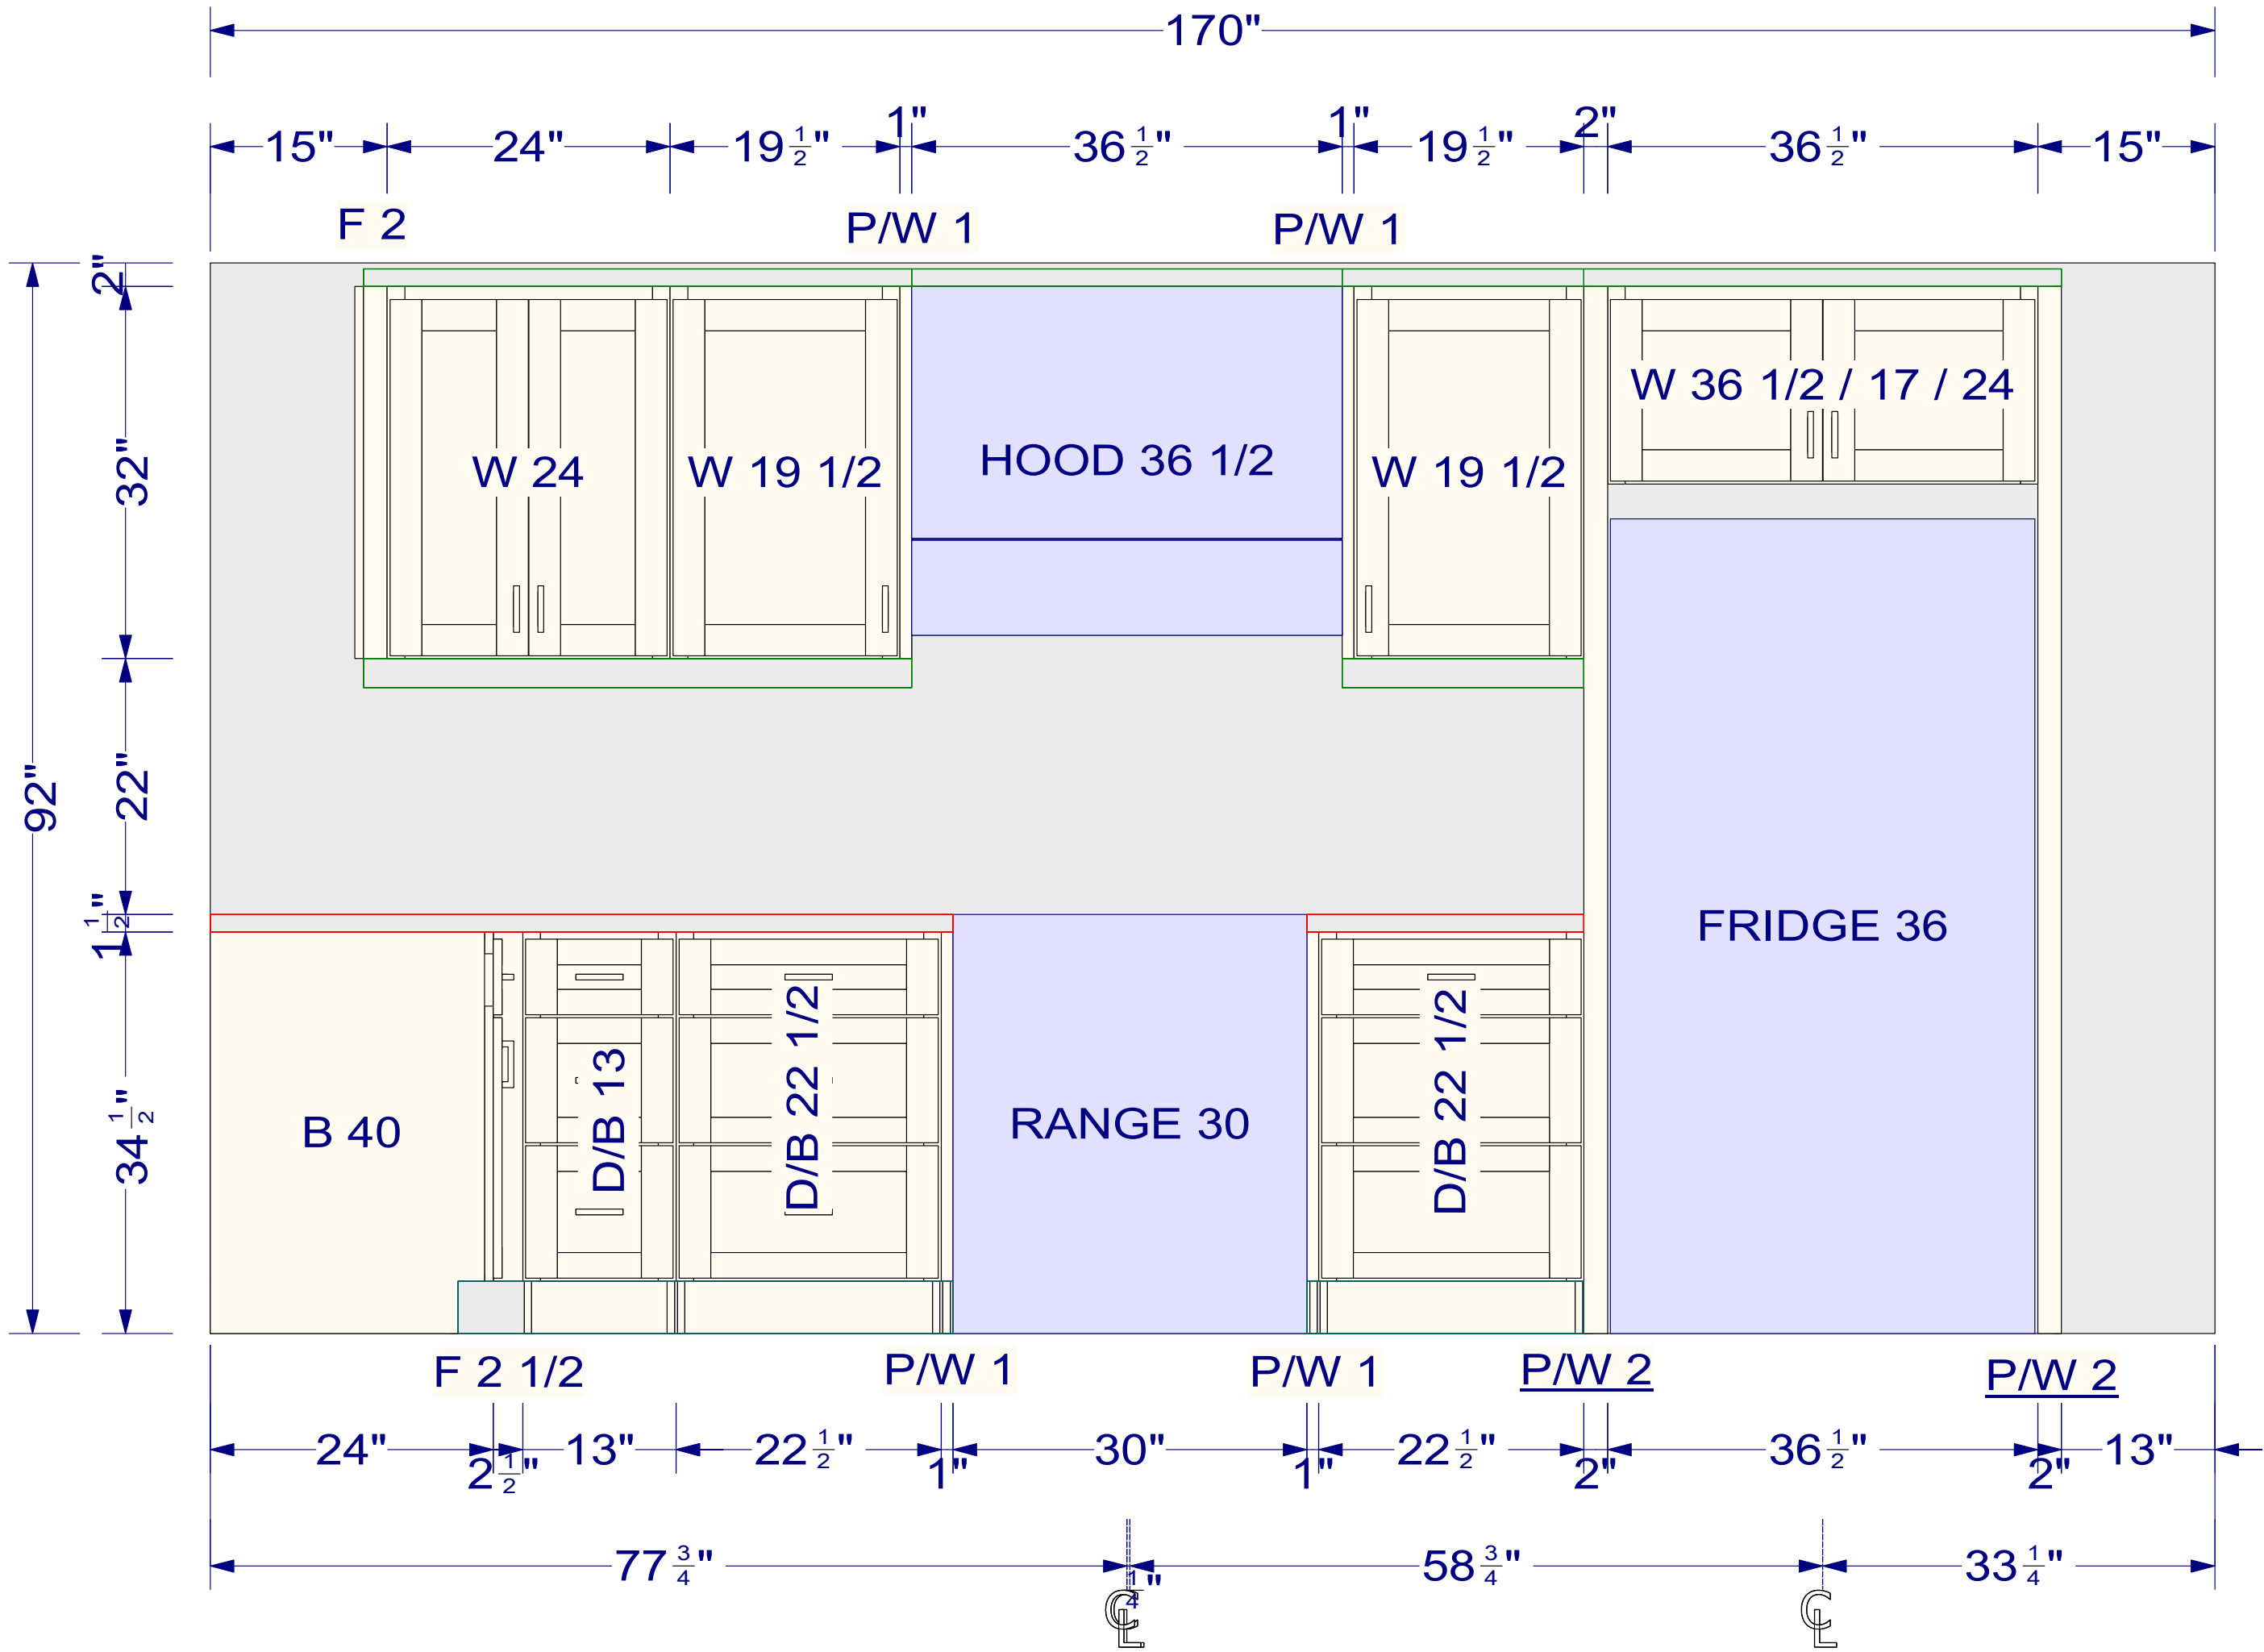 170"
15" 24" 19 1/2" 1" 36 1/2" 1" 19 1/2" 2" 36 1/2" 15"
F 2 P/W 1 P/W 1
2"
32"
22"
1 1/2"
34 1/2"
92"
W 24 W 19 1/2 HOOD 36 1/2 W 19 1/2 W 36 1/2 / 17 / 24
FRIDGE 36
B 40 D/B 13 D/B 22 1/2 RANGE 30 D/B 22 1/2
F 2 1/2 P/W 1 P/W 1 P/W 2 P/W 2
24" 2 1/2" 13" 22 1/2" 1" 30" 1" 22 1/2" 2" 36 1/2" 2" 13"
77 3/4" 1/4" 58 3/4" 33 1/4"
CL CL CL